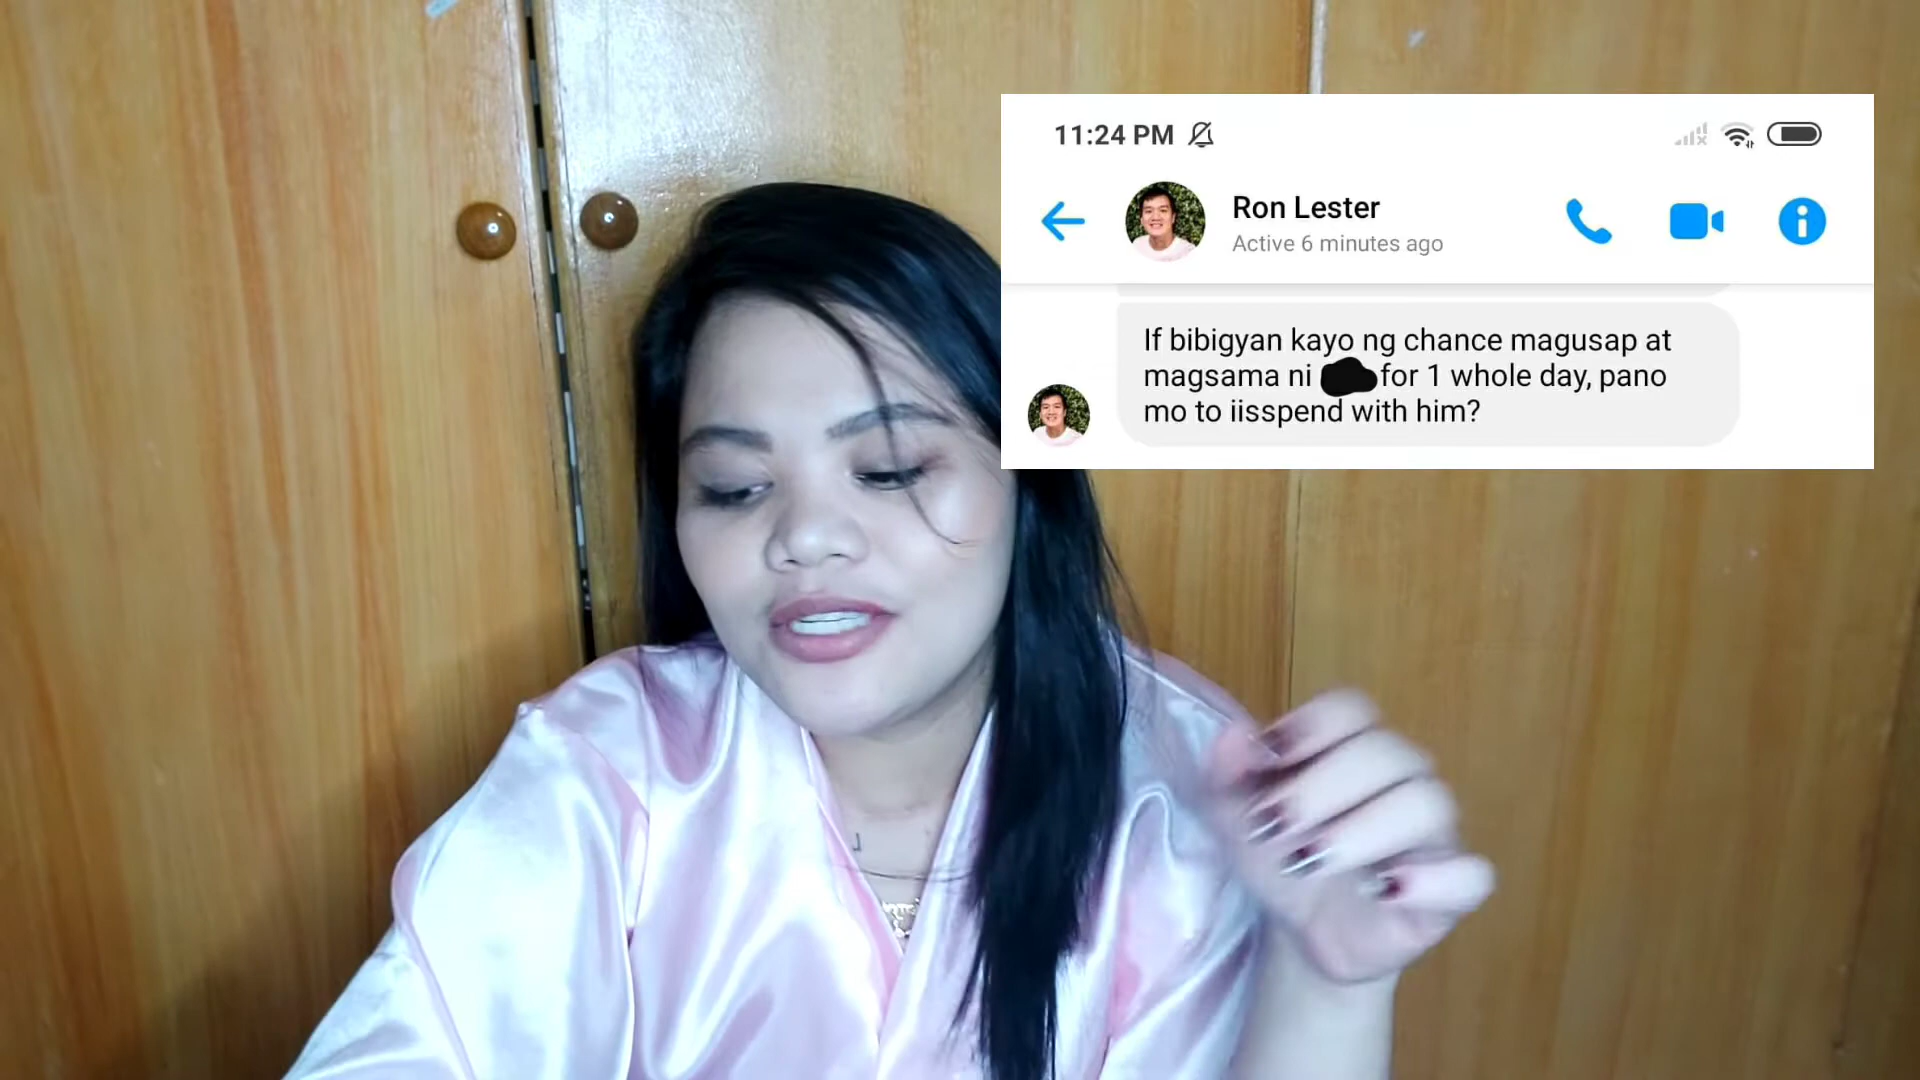 11:24 PM
Ron Lester
Active 6 minutes ago
If bibigyan kayo ng chance magusap at
magsama ni for 1 whole day, pano
mo to iisspend with him?